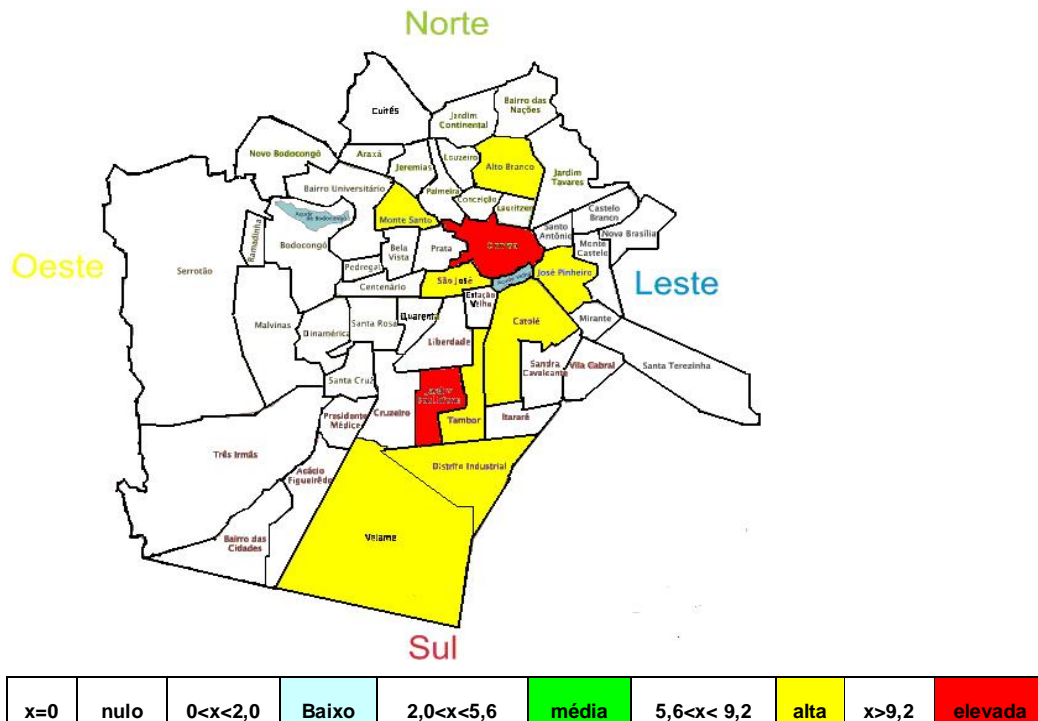 Norte
Cuités
Jardim
Continental
Bairro das
Nações
Novo Bodocongó
Araxá
Jeremias
Louzeiro
Alto Branco
Jardim
Tavares
Bairro Universitário
Palmeira
Conceição
Lauritzen
Castelo
Branco
Açude
de Bodocongó
Monte Santo
Santo
Antônio
Nova Brasília
Ramadinha
Bodocongó
Bela
Vista
Prata
Monte
Castelo
Oeste
Serrotão
Pedregal
São José
José Pinheiro
Leste
Centenário
Estação
Velha
Malvinas
Dinamérica
Santa Rosa
Quarenta
Liberdade
Catolé
Mirante
Santa Cruz
Sandra
Cavalcante
Vila Cabral
Santa Terezinha
Presidente
Médice
Cruzeiro
Tambor
Itararé
Três Irmãs
Acácio
Figueirêdo
Distrito Industrial
Bairro das
Cidades
Velame
Sul
x=0 nulo 0<x<2,0 Baixo 2,0<x<5,6 média 5,6<x< 9,2 alta x>9,2 elevada